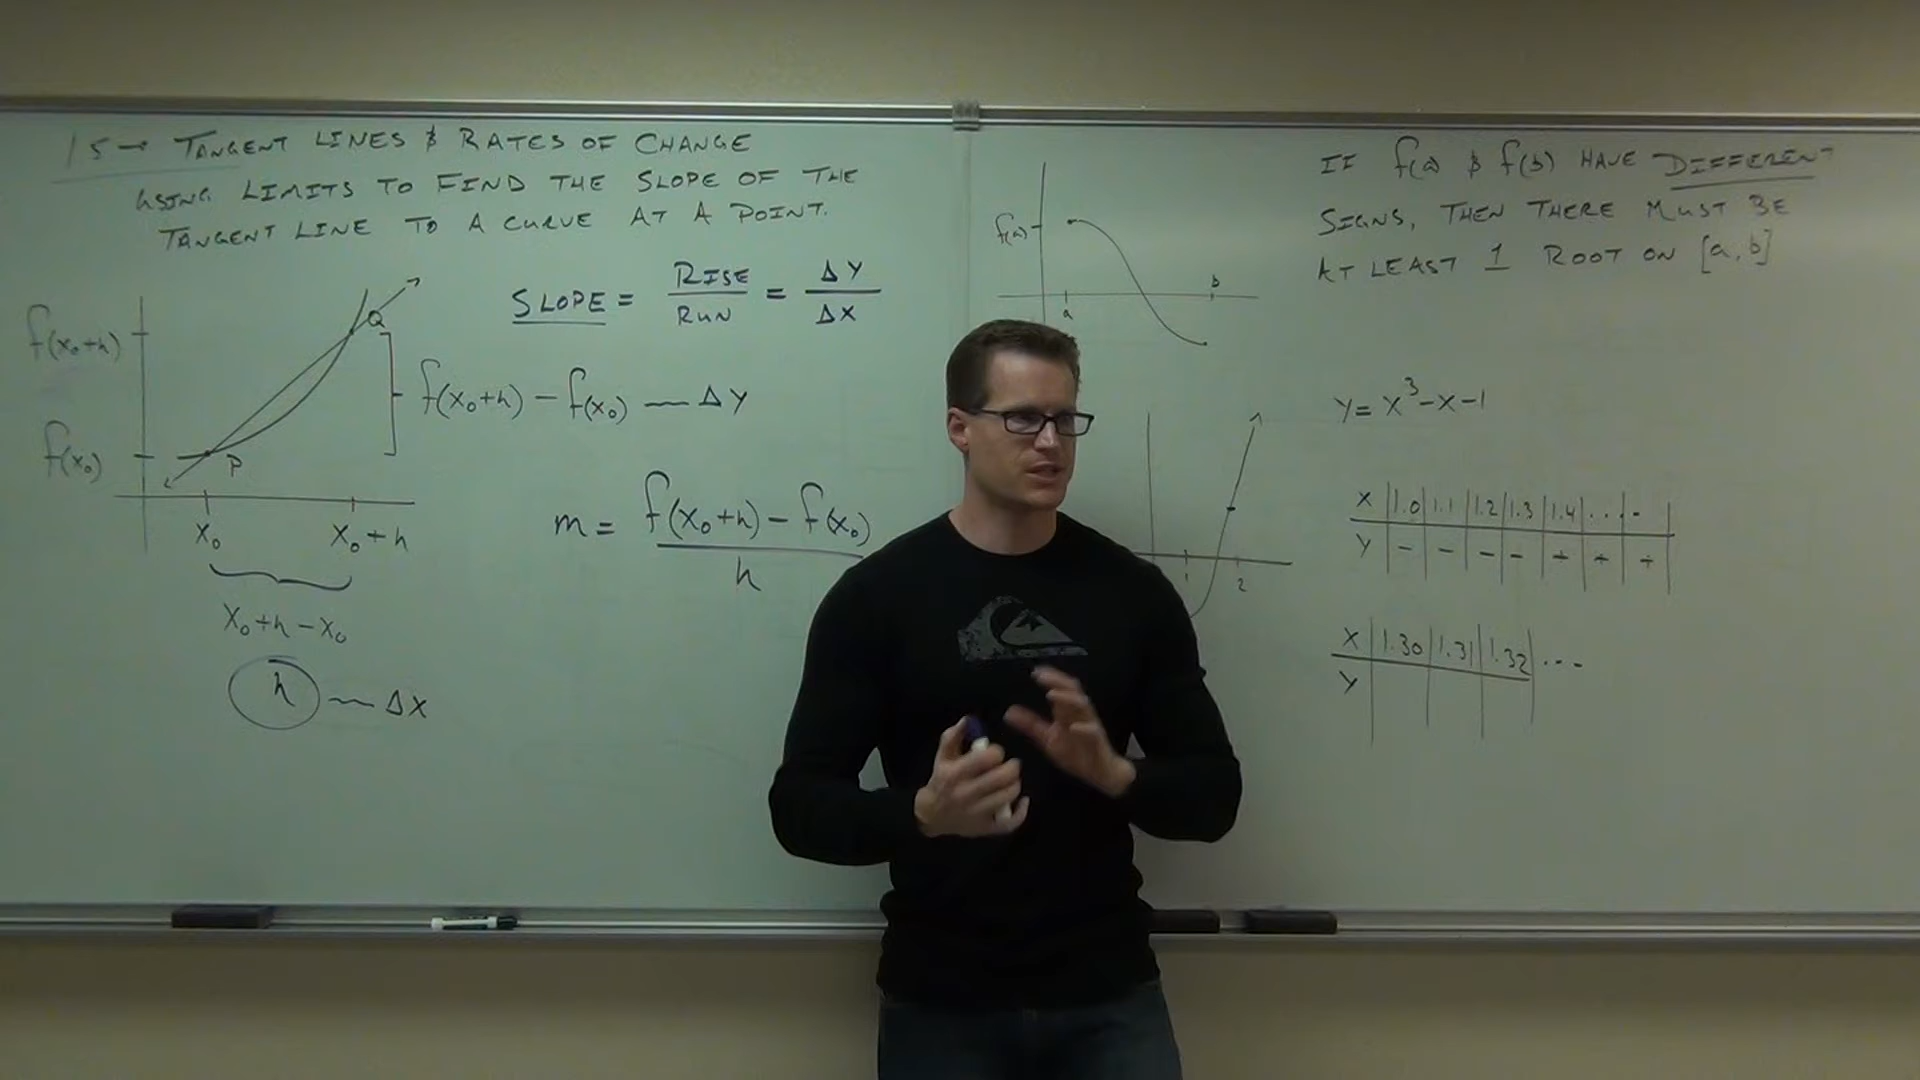 1.5 → TANGENT LINES & RATES OF CHANGE
USING LIMITS TO FIND THE SLOPE OF THE
TANGENT LINE TO A CURVE AT A POINT.
SLOPE = RISE/RUN = ΔY/ΔX
f(x₀+h)
f(x₀)
Q
P
x₀
x₀+h
f(x₀+h) – f(x₀) — ΔY
x₀+h – x₀
h — ΔX
m = f(x₀+h) – f(x₀)
h
f(a)
a
b
1
2
IF f(a) & f(b) HAVE DIFFERENT
SIGNS, THEN THERE MUST BE
AT LEAST 1 ROOT ON [a,b]
Y = X³ – X – 1
X 1.0 1.1 1.2 1.3 1.4 ...
Y – – – – + + +
X 1.30 1.31 1.32 ...
Y